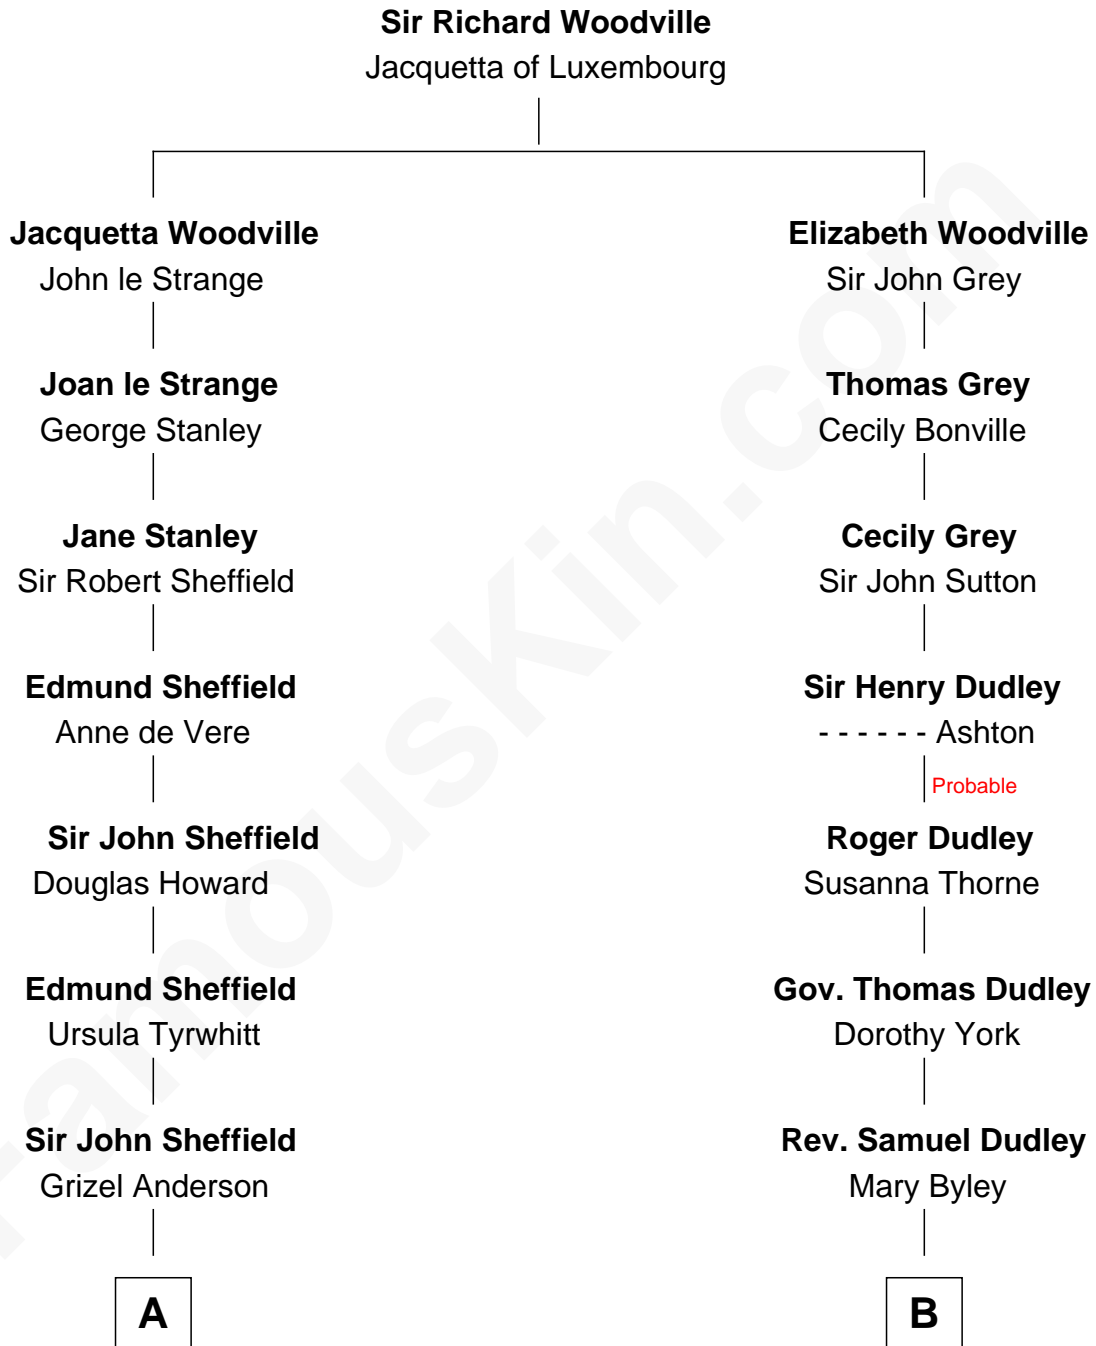 Sir Richard Woodville
Jacquetta of Luxembourg
Jacquetta Woodville
John le Strange
Joan le Strange
George Stanley
Jane Stanley
Sir Robert Sheffield
Edmund Sheffield
Anne de Vere
Sir John Sheffield
Douglas Howard
Edmund Sheffield
Ursula Tyrwhitt
Sir John Sheffield
Grizel Anderson
A
Elizabeth Woodville
Sir John Grey
Thomas Grey
Cecily Bonville
Cecily Grey
Sir John Sutton
Sir Henry Dudley
- - - - - - Ashton
Probable
Roger Dudley
Susanna Thorne
Gov. Thomas Dudley
Dorothy York
Rev. Samuel Dudley
Mary Byley
B
FamousKin.com